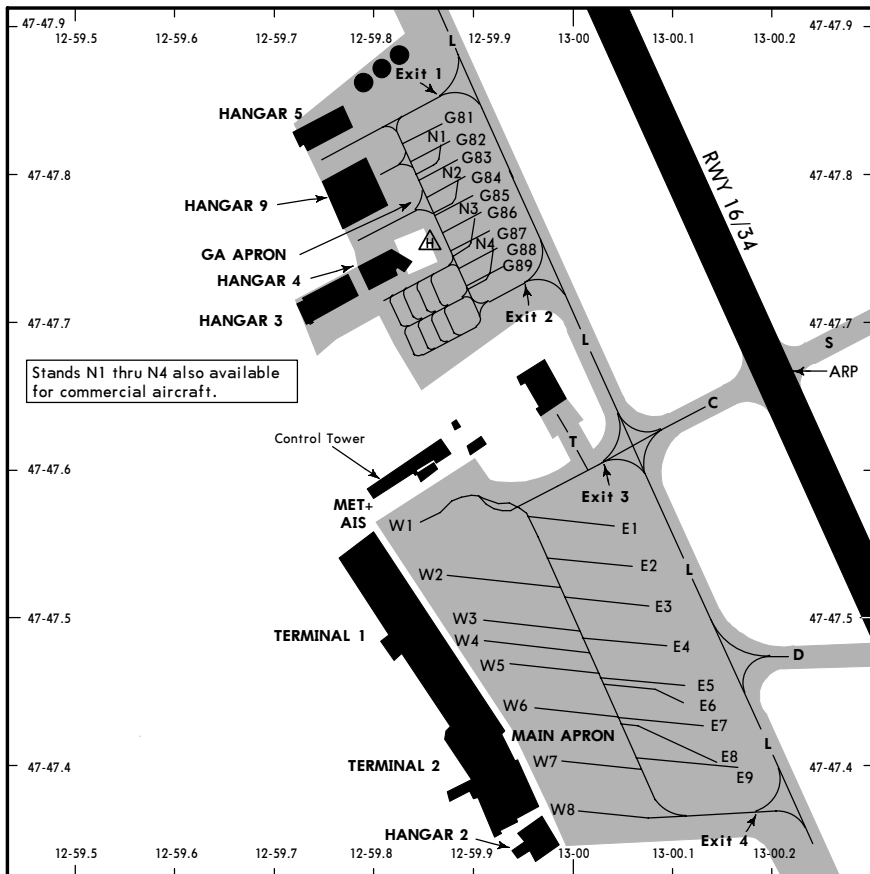 47-47.9
12-59.5
12-59.6
12-59.7
12-59.8
12-59.9
13-00
13-00.1
13-00.2
47-47.9
L
Exit 1
HANGAR 5
G81
N1
G82
G83
47-47.8
47-47.8
N2
G84
RWY 16/34
HANGAR 9
G85
N3
G86
GA APRON
H
G87
N4
G88
HANGAR 4
G89
HANGAR 3
Exit 2
47-47.7
47-47.7
L
S
Stands N1 thru N4 also available
for commercial aircraft.
ARP
C
Control Tower
T
47-47.6
47-47.6
Exit 3
MET+
AIS
W1
E1
E2
L
W2
E3
47-47.5
47-47.5
W3
TERMINAL 1
W4
E4
D
W5
E5
E6
W6
E7
MAIN APRON
L
TERMINAL 2
W7
E8
47-47.4
47-47.4
E9
W8
HANGAR 2
Exit 4
12-59.5
12-59.6
12-59.7
12-59.8
12-59.9
13-00
13-00.1
13-00.2